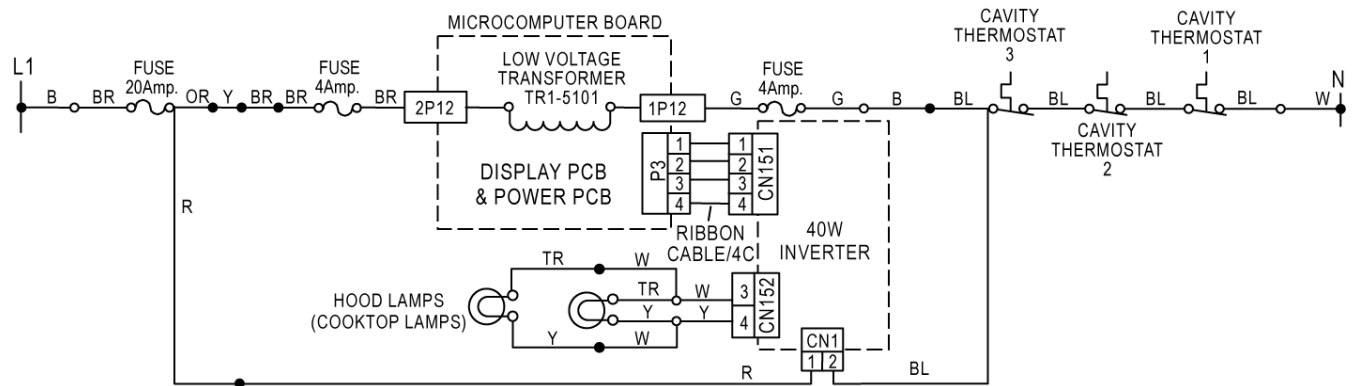 MICROCOMPUTER BOARD
CAVITY
THERMOSTAT
3
CAVITY
THERMOSTAT
1
L1
FUSE
20Amp.
FUSE
4Amp.
LOW VOLTAGE
TRANSFORMER
TR1-5101
FUSE
4Amp.
N
B BR OR Y BR BR BR 2P12 1P12 G G B BL BL BL BL W
CAVITY
THERMOSTAT
2
DISPLAY PCB
& POWER PCB
P3
1
2
3
4
1
2
3
4
CN151
R
RIBBON
CABLE/4C
40W
INVERTER
TR W
HOOD LAMPS
(COOKTOP LAMPS)
TR W 3
Y Y 4
CN152
Y W
CN1
1 2
R BL